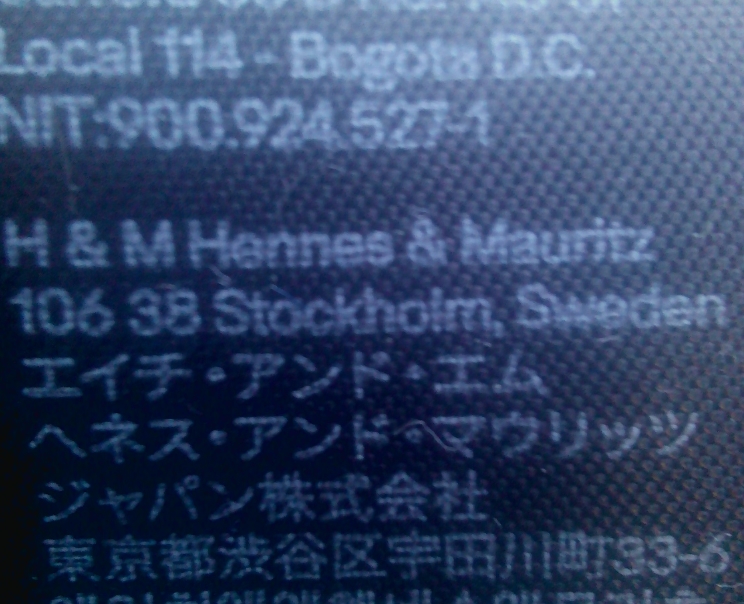 Local 114 - Bogota D.C.
NIT:900.924.527-1
H & M Hennes & Mauritz
106 38 Stockholm, Sweden
エイチ・アンド・エム
ヘネス・アンド・マウリッツ
ジャパン株式会社
東京都渋谷区宇田川町33-6